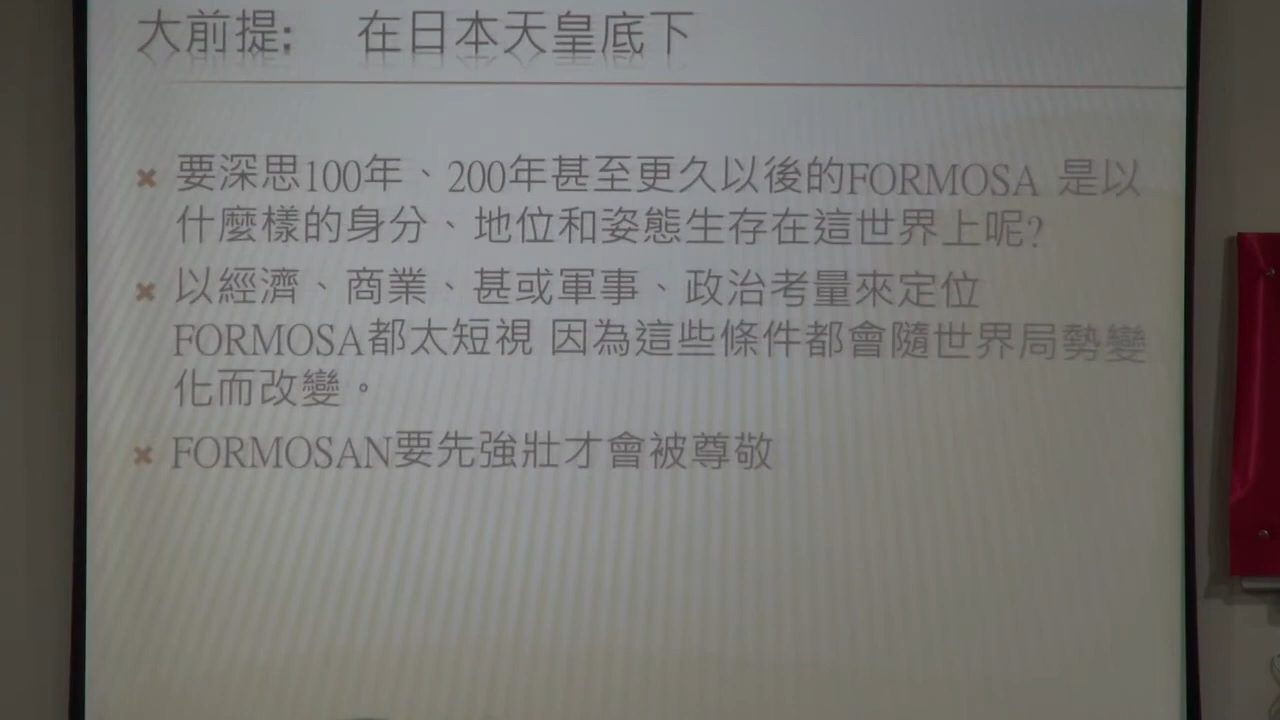 大前提: 在日本天皇底下
要深思100年、200年甚至更久以後的FORMOSA 是以
什麼樣的身分、地位和姿態生存在這世界上呢?
以經濟、商業、甚或軍事、政治考量來定位
FORMOSA都太短視 因為這些條件都會隨世界局勢變
化而改變。
FORMOSAN要先強壯才會被尊敬